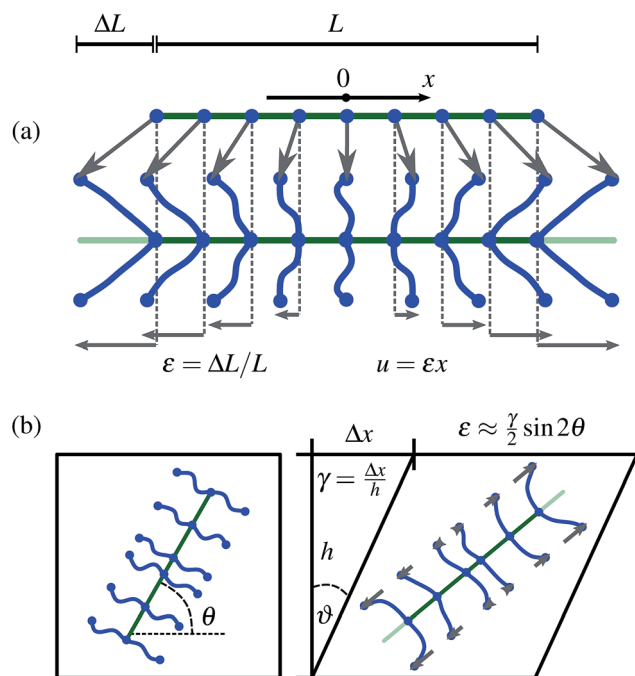 ΔL L
0 x
(a)
ε = ΔL/L u = εx
(b)
Δx ε ≈ γ/2 sin 2θ
γ = Δx/h
h
θ ϑ